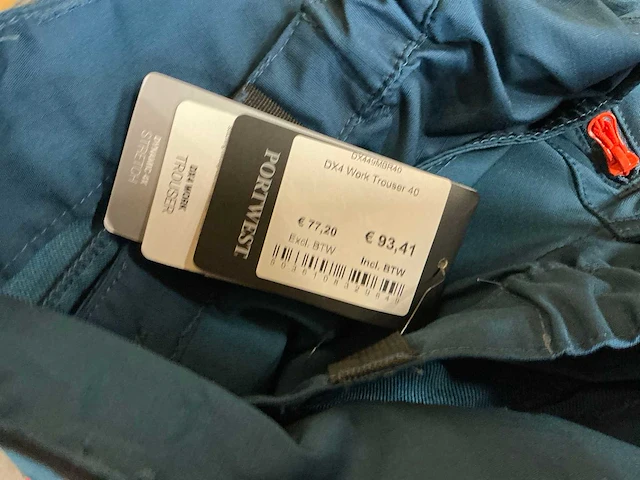 DYNAMIC 4X
STRETCH
DX4 WORK
TROUSER
PORTWEST
DX449MBR40
DX4 Work Trouser 40
€ 77,20
Excl. BTW
€ 93,41
Incl. BTW